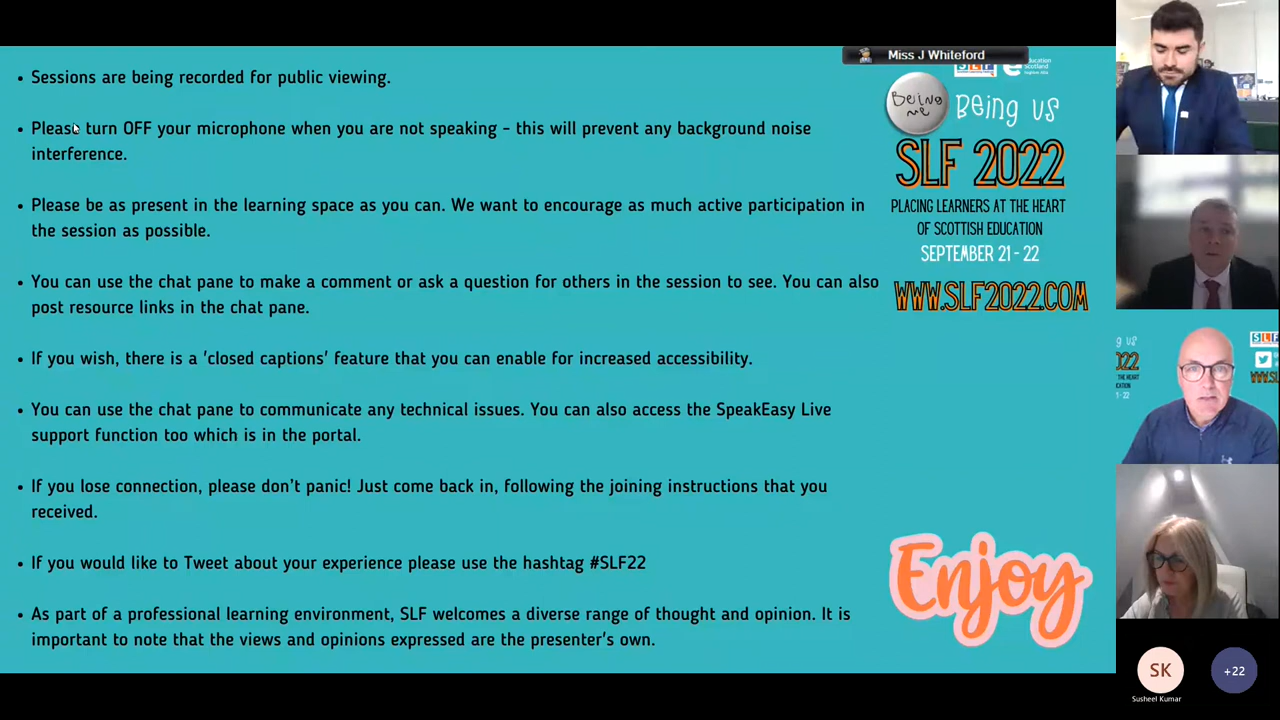 Sessions are being recorded for public viewing.
Please turn OFF your microphone when you are not speaking – this will prevent any background noise
interference.
Please be as present in the learning space as you can. We want to encourage as much active participation in
the session as possible.
You can use the chat pane to make a comment or ask a question for others in the session to see. You can also
post resource links in the chat pane.
If you wish, there is a 'closed captions' feature that you can enable for increased accessibility.
You can use the chat pane to communicate any technical issues. You can also access the SpeakEasy Live
support function too which is in the portal.
If you lose connection, please don't panic! Just come back in, following the joining instructions that you
received.
If you would like to Tweet about your experience please use the hashtag #SLF22
As part of a professional learning environment, SLF welcomes a diverse range of thought and opinion. It is
important to note that the views and opinions expressed are the presenter's own.
Miss J Whiteford
Being me
Being us
SLF 2022
PLACING LEARNERS AT THE HEART
OF SCOTTISH EDUCATION
SEPTEMBER 21 - 22
WWW.SLF2022.COM
Enjoy
SK
Susheel Kumar
+22